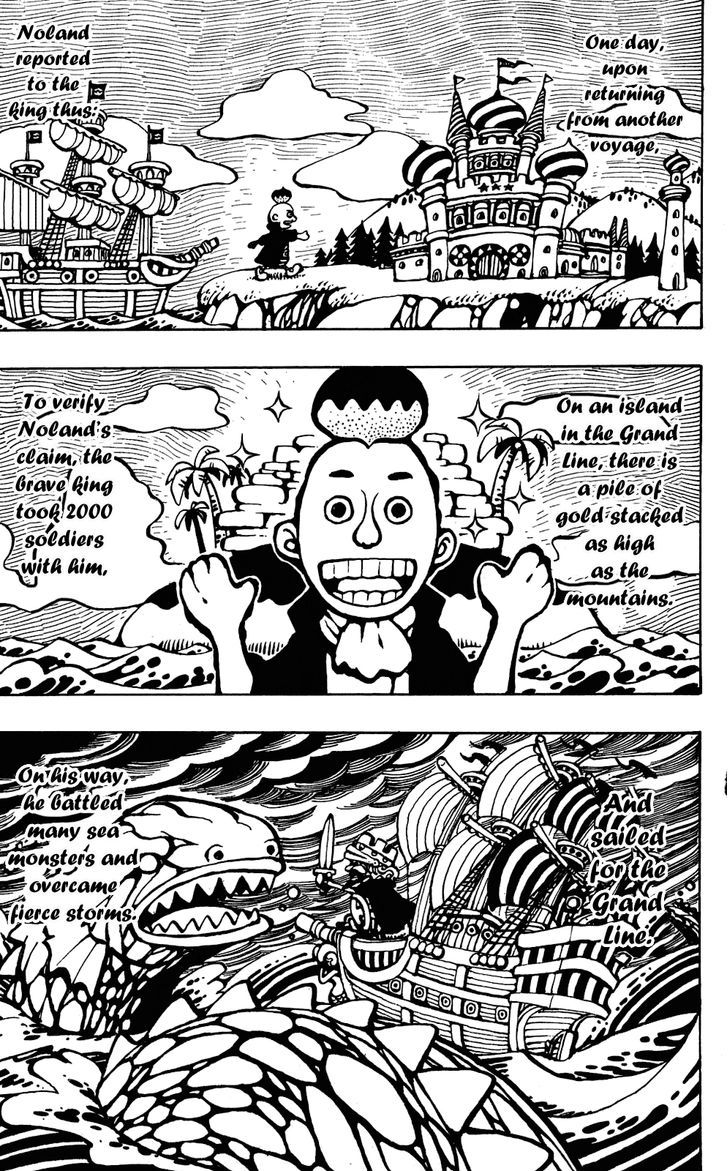 One day,
upon
returning
from another
voyage,
Noland
reported
to the
king thus:
On an island
in the Grand
Line, there is
a pile of
gold stacked
as high
as the
mountains.
To verify
Noland's
claim, the
brave king
took 2000
soldiers
with him,
And
sailed
for the
Grand
Line.
On his way,
he battled
many sea
monsters and
overcame
fierce storms.